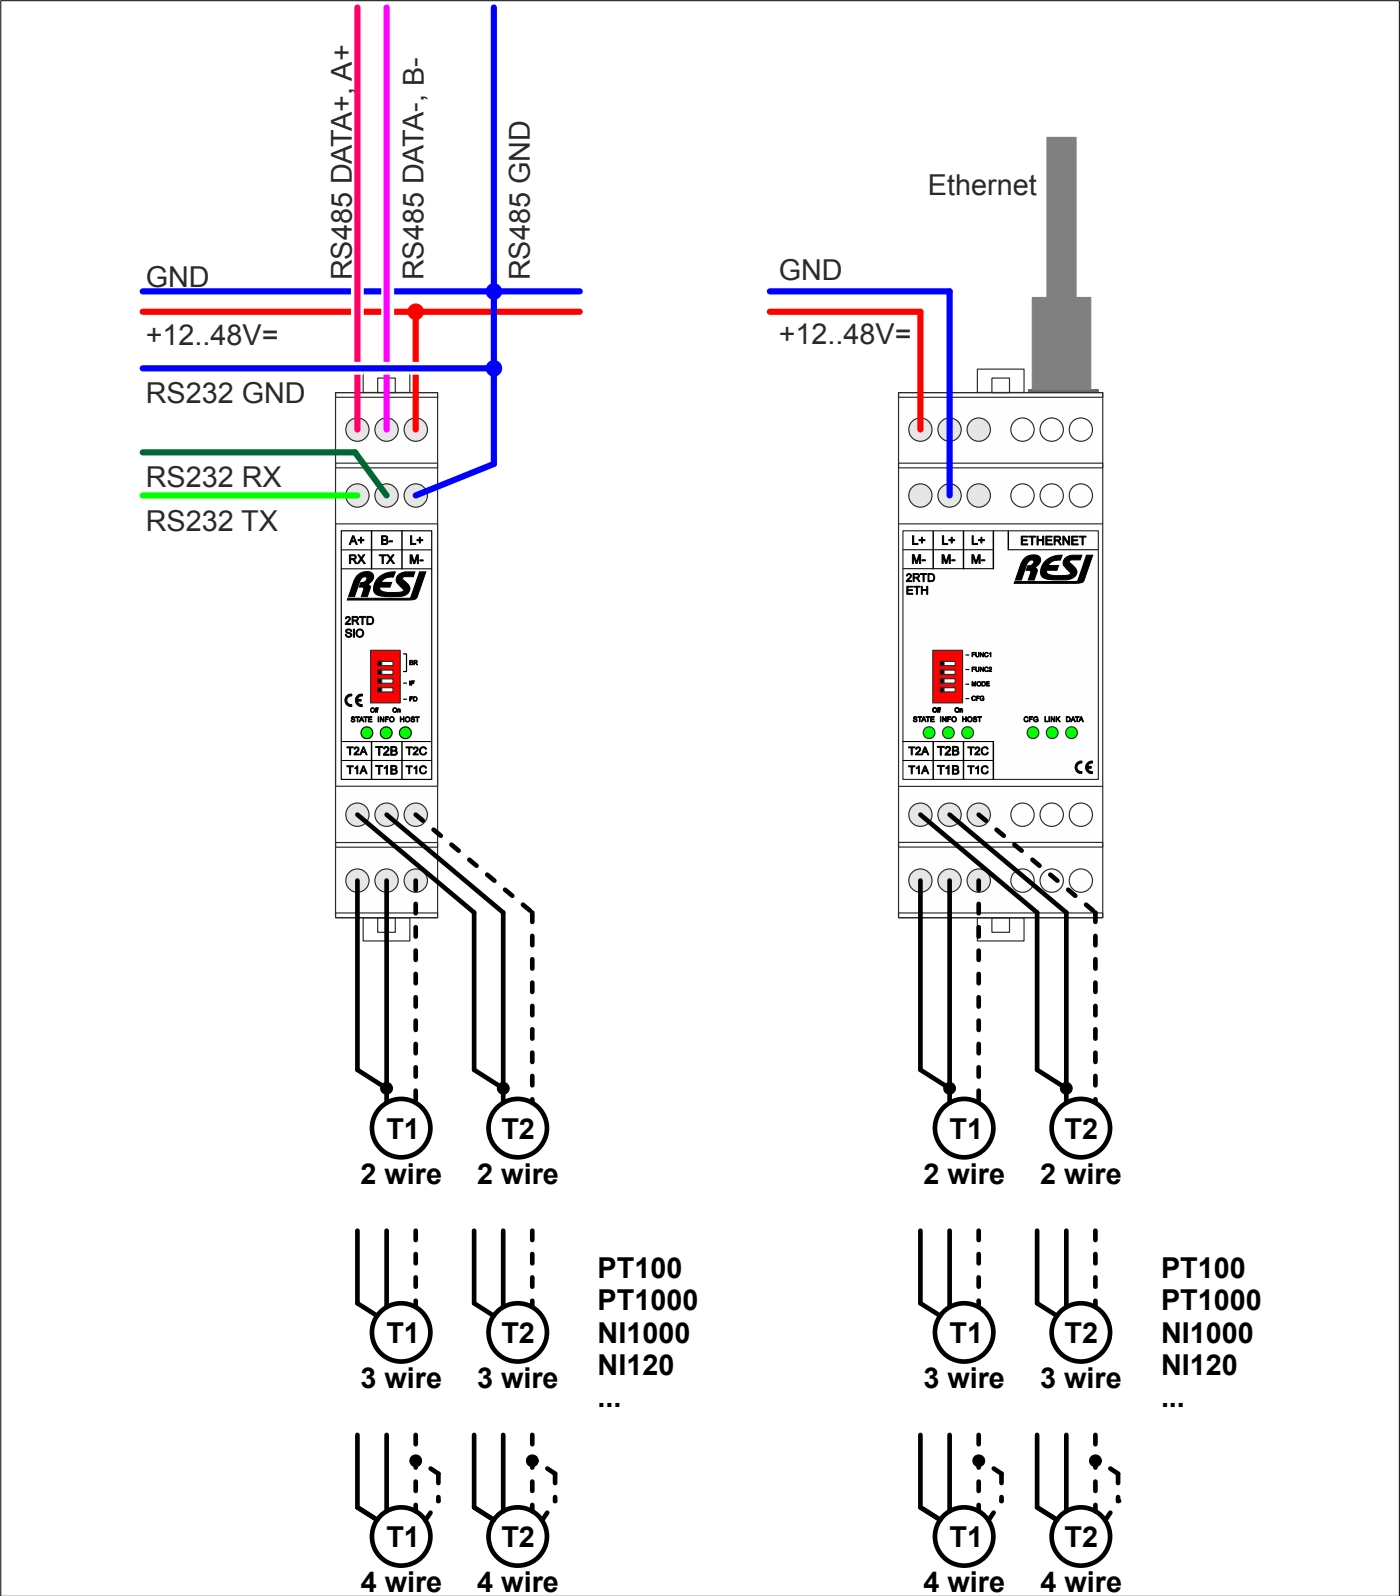 RS485 DATA+, A+
RS485 DATA-, B-
RS485 GND
GND
+12..48V=
RS232 GND
RS232 RX
RS232 TX
A+ B- L+
RX TX M-
RESI
2RTD
SIO
BR
IF
FD
Off On
CE
STATE INFO HOST
T2A T2B T2C
T1A T1B T1C
T1 T2
2 wire 2 wire
T1 T2
3 wire 3 wire
PT100
PT1000
NI1000
NI120
...
T1 T2
4 wire 4 wire
Ethernet
GND
+12..48V=
L+ L+ L+ ETHERNET
M- M- M-
RESI
2RTD
ETH
FUNC1
FUNC2
MODE
CFG
Off On
STATE INFO HOST CFG LINK DATA
T2A T2B T2C
T1A T1B T1C
CE
T1 T2
2 wire 2 wire
T1 T2
3 wire 3 wire
PT100
PT1000
NI1000
NI120
...
T1 T2
4 wire 4 wire